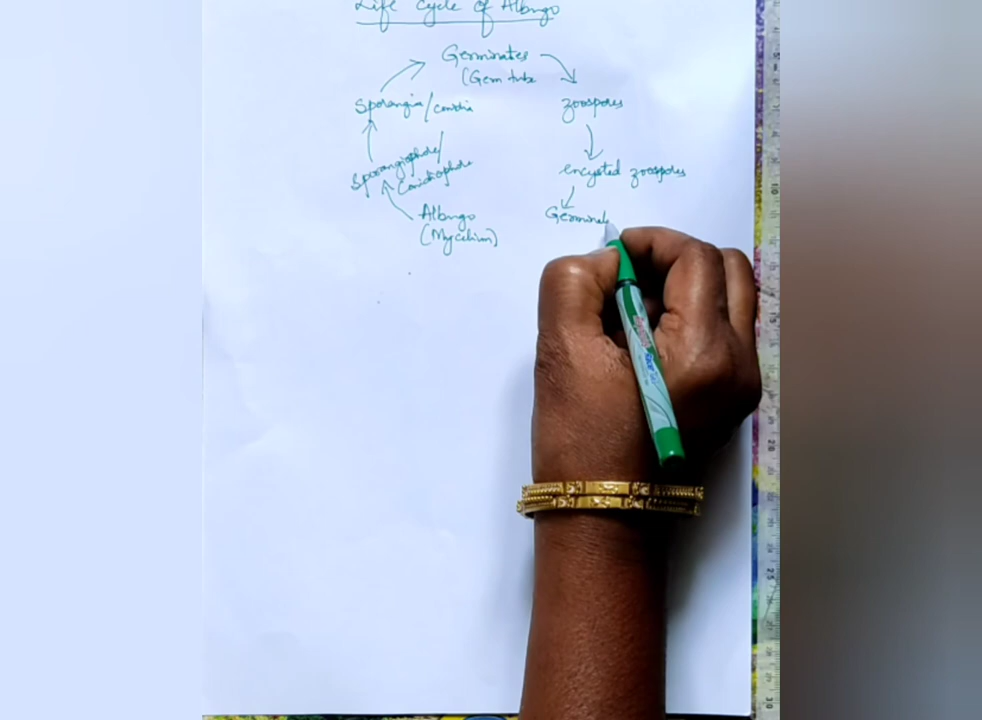 Life Cycle of Albugo
Germinates
(Germ tube
Sporangia/conidia
zoospores
Sporangiophore/
Conidiophore
encysted zoospores
Albugo
(Mycelium)
Germinate